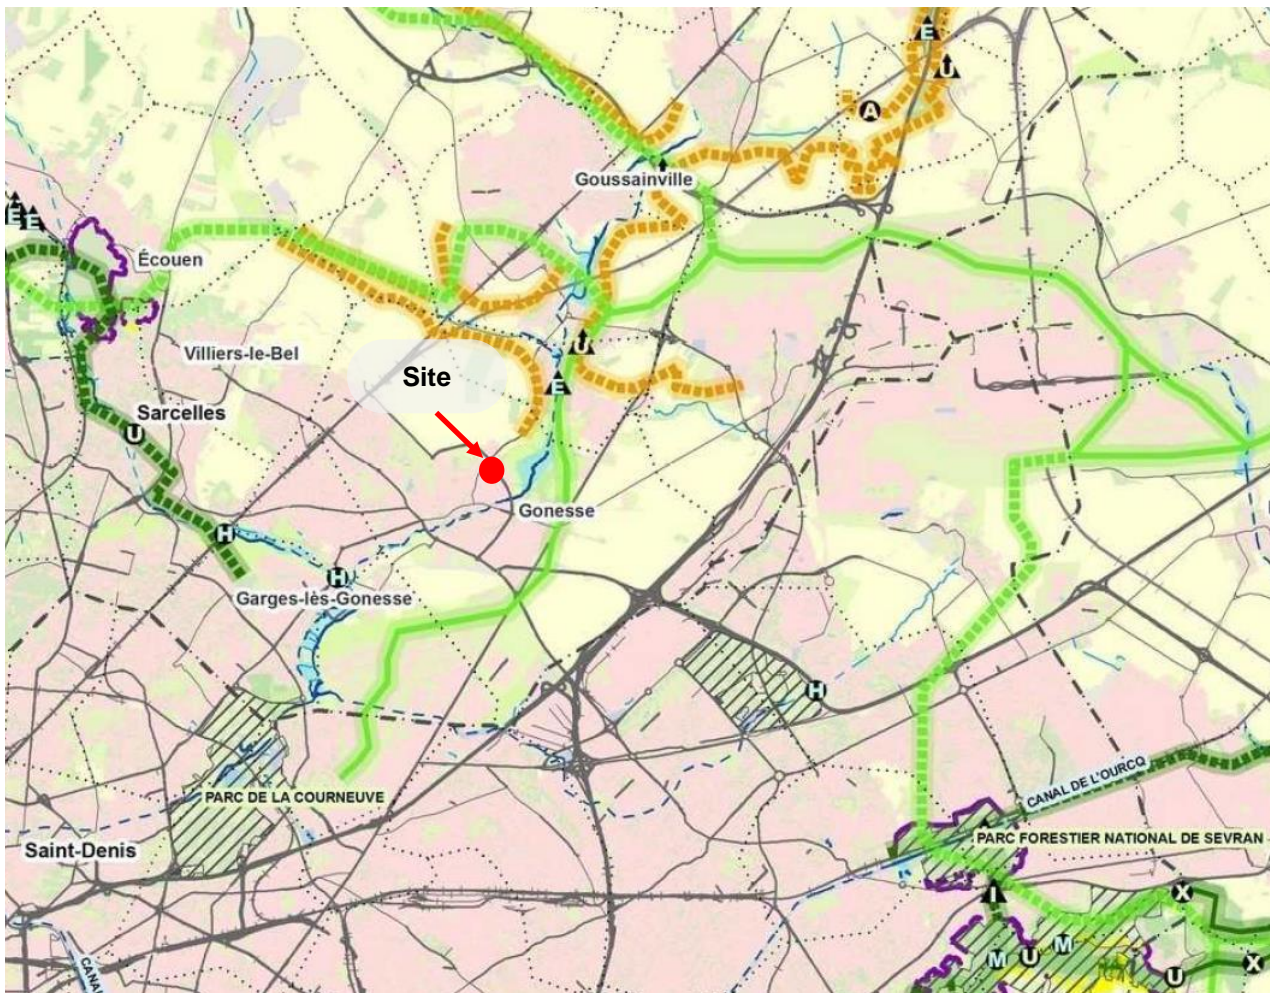 E
U
A
Goussainville
E
E
Écouen
U
Villiers-le-Bel
Site
E
Sarcelles
U
Gonesse
H
H
Garges-lès-Gonesse
H
CANAL DE L'OURCQ
PARC DE LA COURNEUVE
PARC FORESTIER NATIONAL DE SEVRAN
Saint-Denis
I
X
M
U
M
X
U
CANAL